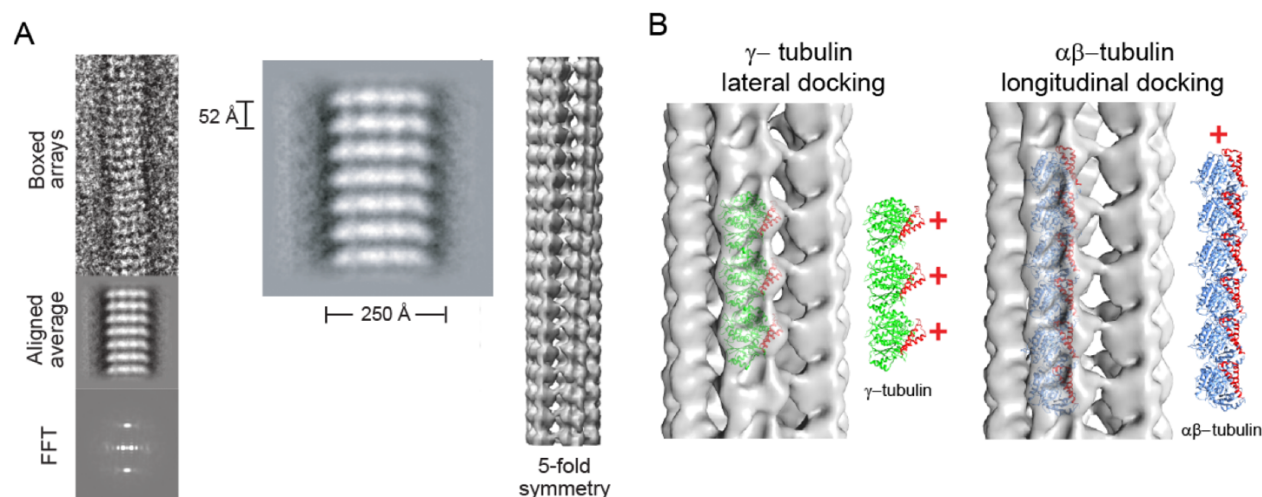 A
Boxed
arrays
Aligned
average
FFT
52 Å
250 Å
5-fold
symmetry
B
γ– tubulin
lateral docking
+
+
+
γ-tubulin
αβ–tubulin
longitudinal docking
+
αβ–tubulin